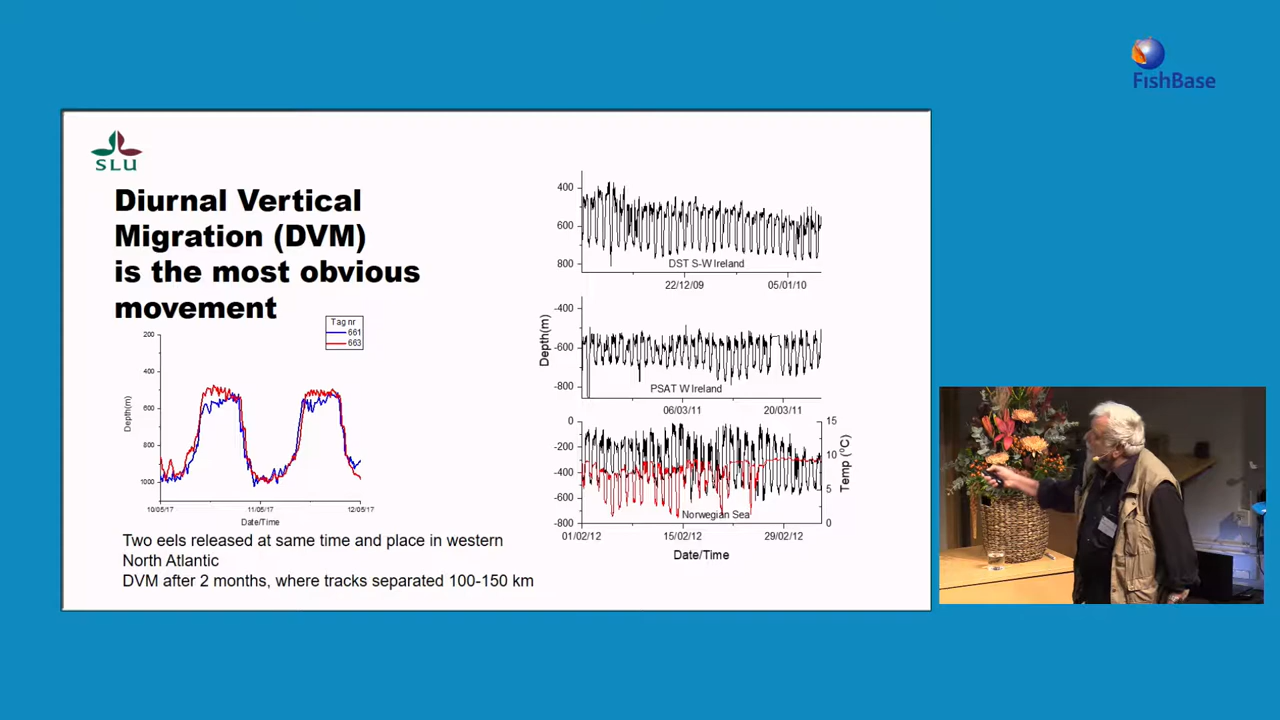 FishBase
SLU
Diurnal Vertical
Migration (DVM)
is the most obvious
movement
Tag nr
661
663
200
400
600
800
1000
Depth(m)
10/05/17
11/05/17
12/05/17
Date/Time
Two eels released at same time and place in western
North Atlantic
DVM after 2 months, where tracks separated 100-150 km
400
600
800
DST S-W Ireland
22/12/09
05/01/10
-400
-600
-800
Depth(m)
PSAT W Ireland
06/03/11
20/03/11
0
-200
-400
-600
-800
15
10
5
0
Temp (°C)
Norwegian Sea
01/02/12
15/02/12
29/02/12
Date/Time